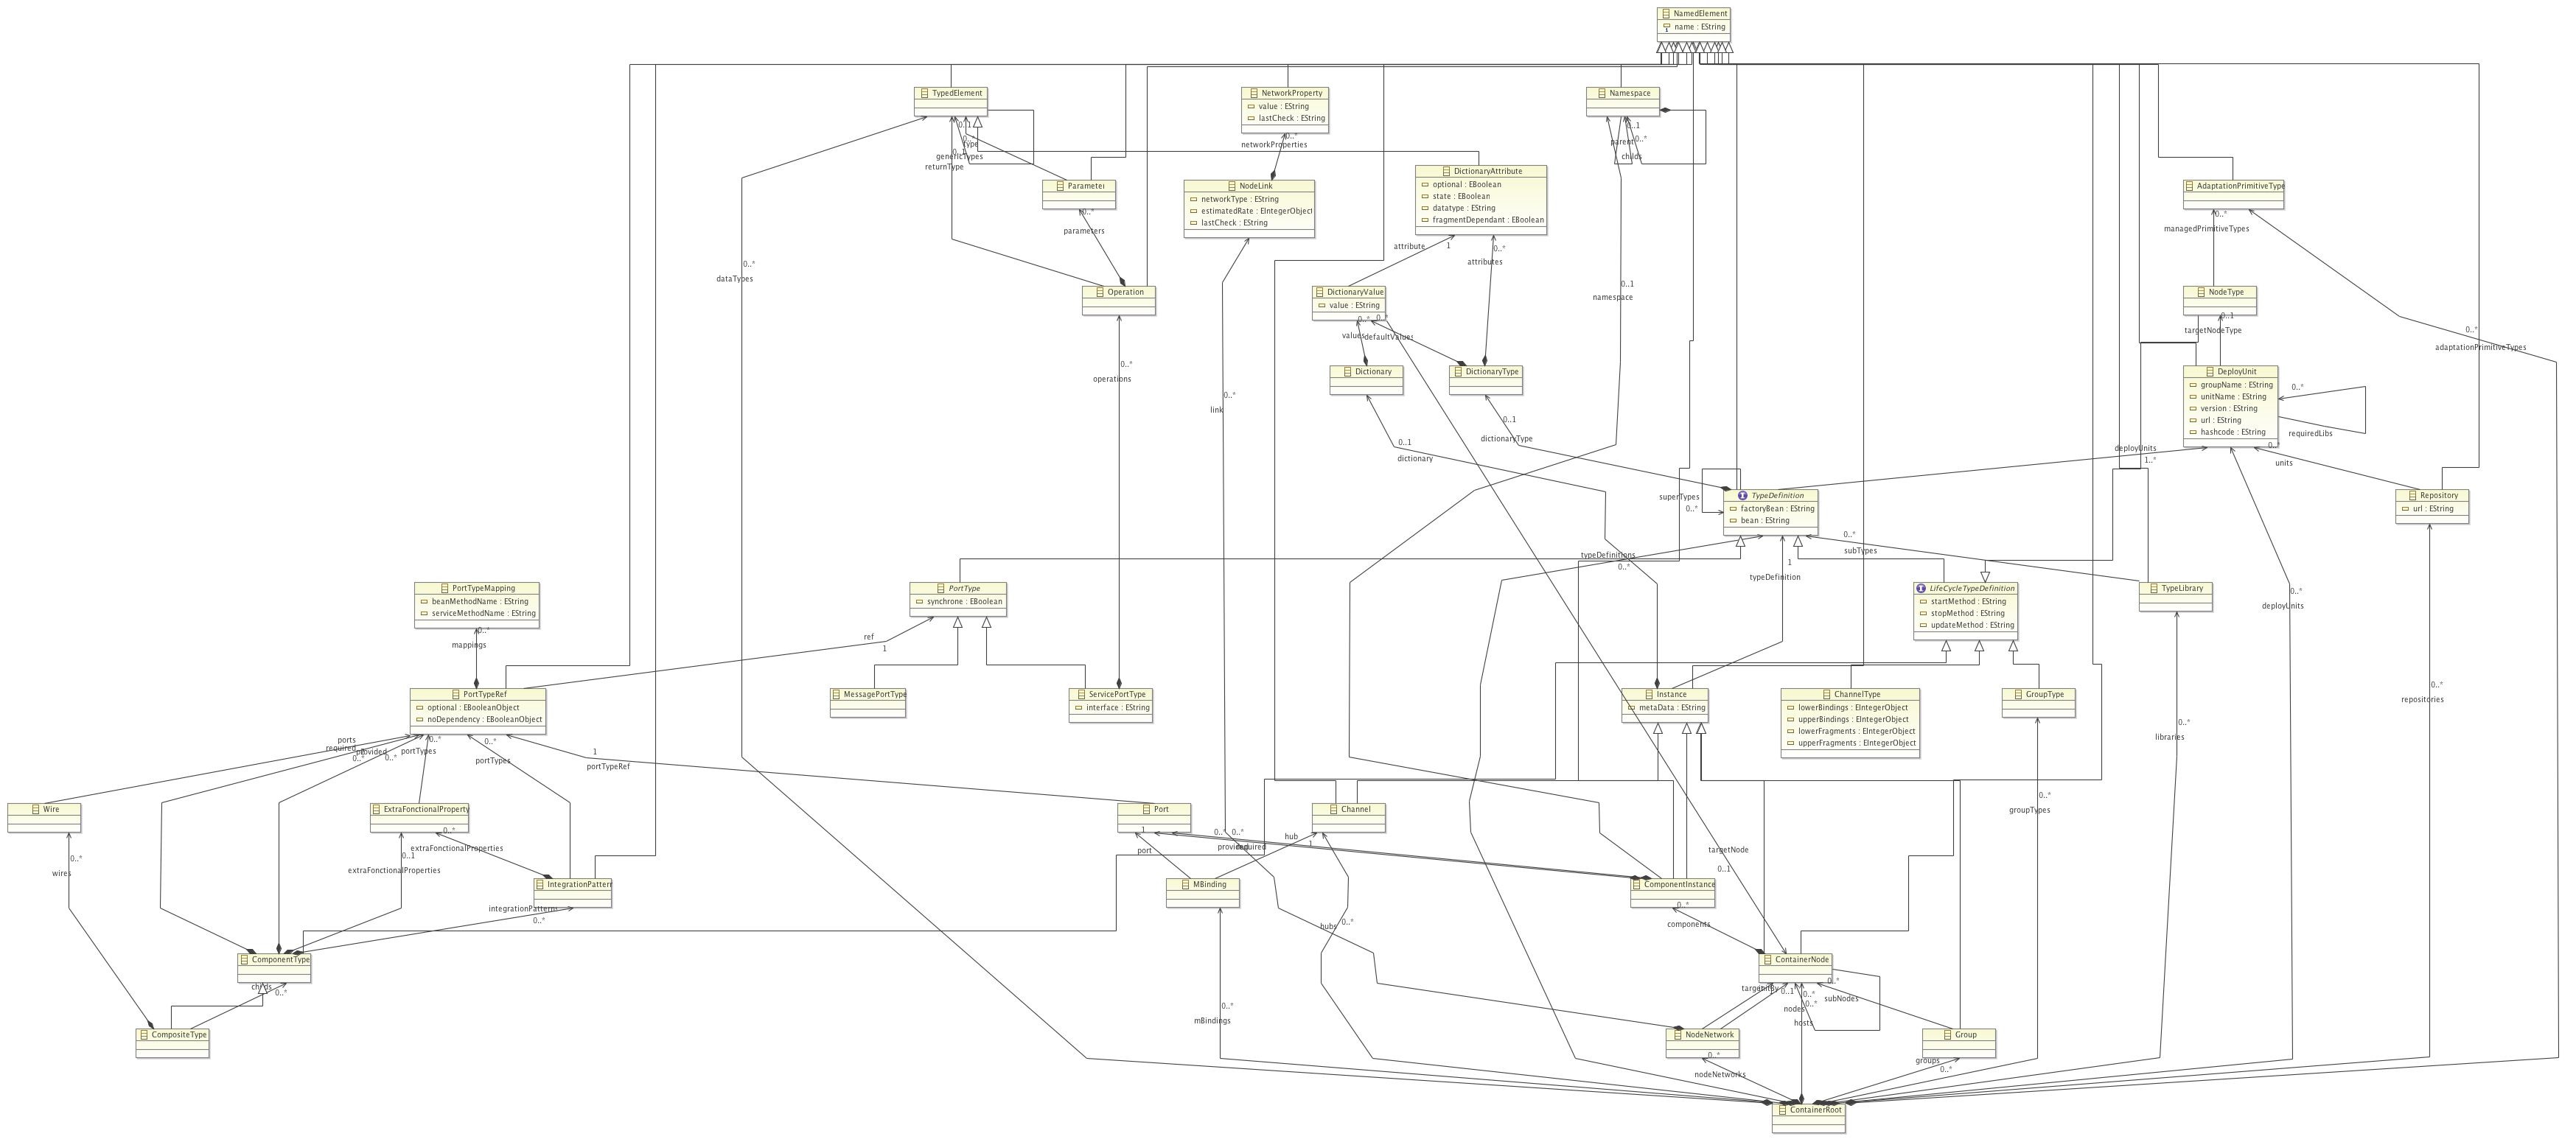 NamedElement
name : EString
TypedElement
NetworkProperty
value : EString
lastCheck : EString
Namespace
0..1
type
0..*
genericTypes
0..1
returnType
0..*
networkProperties
0..1
parent
0..*
childs
Parameter
NodeLink
networkType : EString
estimatedRate : EIntegerObject
lastCheck : EString
DictionaryAttribute
optional : EBoolean
state : EBoolean
datatype : EString
fragmentDependant : EBoolean
AdaptationPrimitiveType
0..*
parameters
0..*
managedPrimitiveTypes
attribute
1
0..*
attributes
0..*
dataTypes
Operation
DictionaryValue
value : EString
0..1
namespace
NodeType
0..1
targetNodeType
0..*
adaptationPrimitiveTypes
0..*
values
0..*
defaultValues
0..*
operations
Dictionary
DictionaryType
DeployUnit
groupName : EString
unitName : EString
version : EString
url : EString
hashcode : EString
0..*
requiredLibs
0..*
link
0..1
dictionary
0..1
dictionaryType
deployUnits
1..*
0..*
units
superTypes
0..*
TypeDefinition
factoryBean : EString
bean : EString
Repository
url : EString
typeDefinitions
0..*
1
typeDefinition
0..*
subTypes
PortTypeMapping
beanMethodName : EString
serviceMethodName : EString
PortType
synchrone : EBoolean
LifeCycleTypeDefinition
startMethod : EString
stopMethod : EString
updateMethod : EString
TypeLibrary
0..*
deployUnits
0..*
mappings
ref
1
PortTypeRef
optional : EBooleanObject
noDependency : EBooleanObject
MessagePortType
ServicePortType
interface : EString
Instance
metaData : EString
ChannelType
lowerBindings : EIntegerObject
upperBindings : EIntegerObject
lowerFragments : EIntegerObject
upperFragments : EIntegerObject
GroupType
0..*
repositories
0..*
libraries
ports
required
0..*
provided
0..*
portTypes
0..*
0..*
portTypes
1
portTypeRef
0..*
groupTypes
Wire
ExtraFonctionalProperty
Port
Channel
0..*
wires
0..*
extraFonctionalProperties
0..1
extraFonctionalProperties
1
port
0..*
provided
0..*
required
hub
1
targetNode
0..1
IntegrationPattern
MBinding
ComponentInstance
integrationPatterns
0..*
0..*
components
0..*
hubs
ComponentType
ContainerNode
childs
0..*
target
initBy
1
0..1
0..*
nodes
0..*
hosts
0..*
subNodes
0..*
mBindings
CompositeType
NodeNetwork
Group
0..*
nodeNetworks
groups
0..*
ContainerRoot